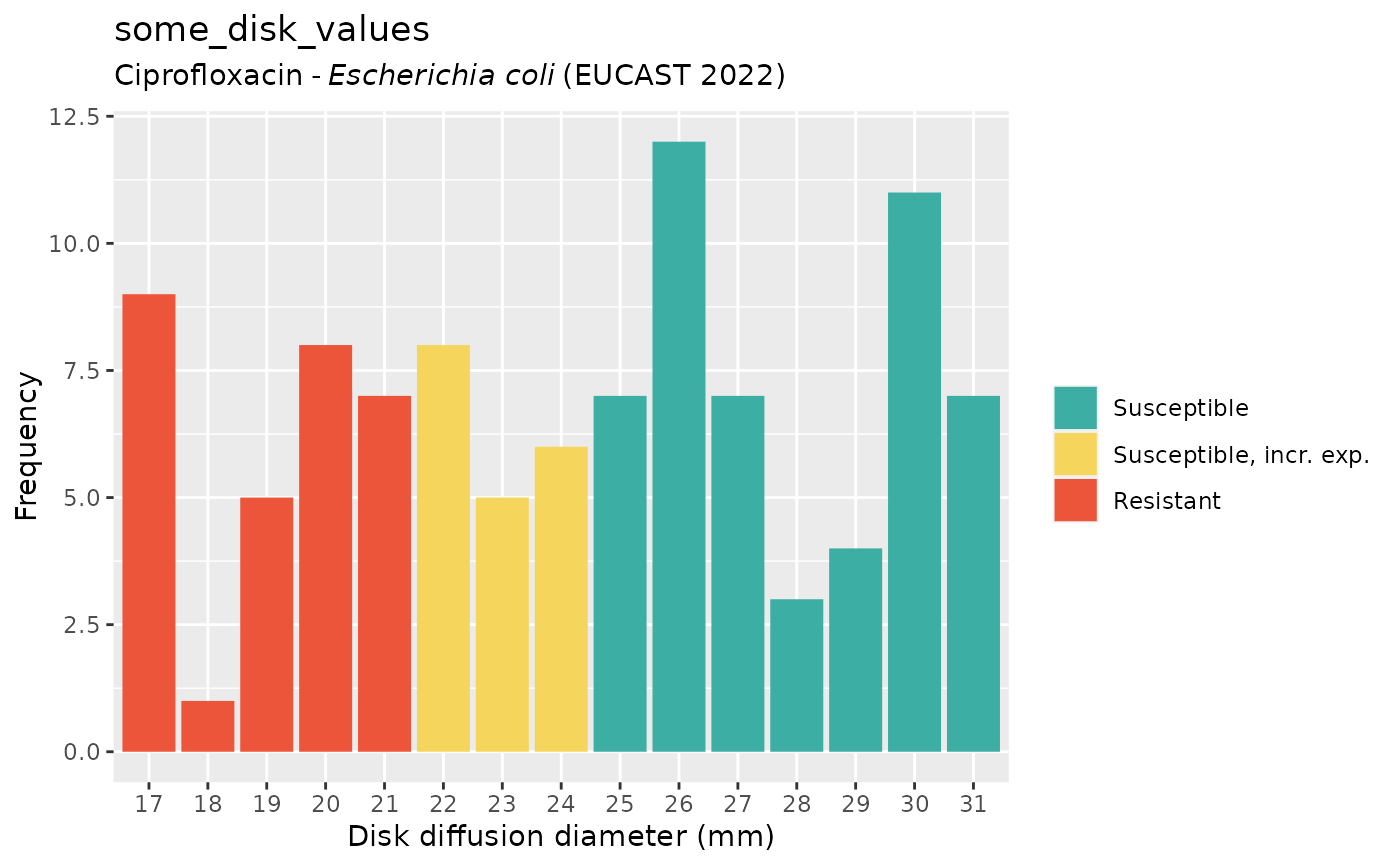 some_disk_values
Ciprofloxacin - Escherichia coli (EUCAST 2022)
12.5
10.0
7.5
5.0
2.5
0.0
Frequency
17 18 19 20 21 22 23 24 25 26 27 28 29 30 31
Disk diffusion diameter (mm)
Susceptible
Susceptible, incr. exp.
Resistant